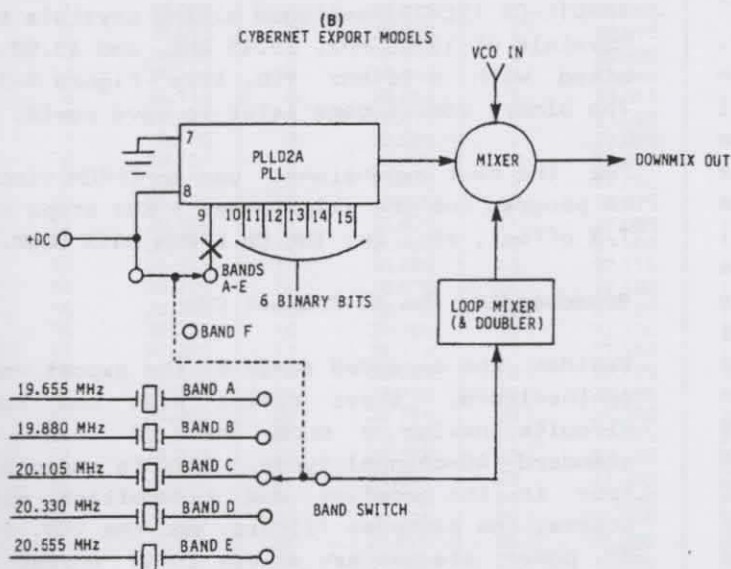 (B)
CYBERNET EXPORT MODELS
VCO IN
7
PLL02A
PLL
8
MIXER
DOWNMIX OUT
9 10 11 12 13 14 15
+DC
BANDS
A-E
6 BINARY BITS
LOOP MIXER
(& DOUBLER)
BAND F
19.655 MHz BAND A
19.880 MHz BAND B
20.105 MHz BAND C
20.330 MHz BAND D
BAND SWITCH
20.555 MHz BAND E